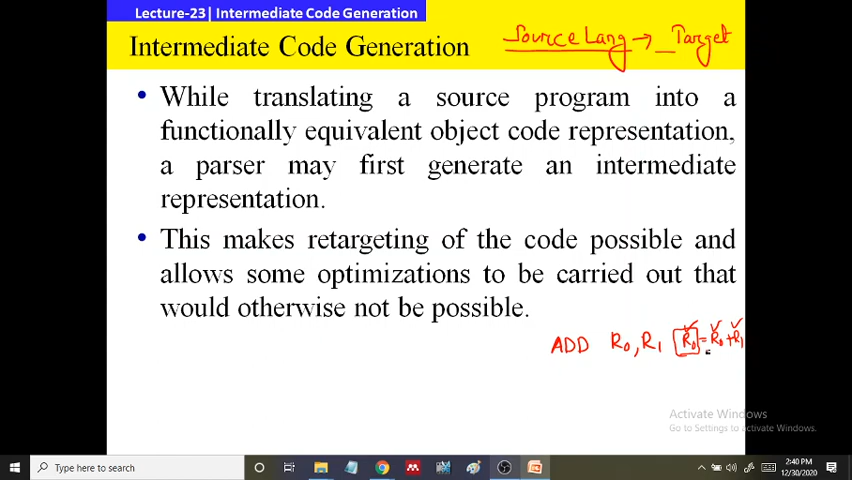 Lecture-23| Intermediate Code Generation
Intermediate Code Generation
Source Lang → Target
• While translating a source program into a
functionally equivalent object code representation,
a parser may first generate an intermediate
representation.
• This makes retargeting of the code possible and
allows some optimizations to be carried out that
would otherwise not be possible.
ADD R0, R1 R0 = R0 + R1
Activate Windows
Go to Settings to activate Windows.
Type here to search
2:40 PM
12/30/2020